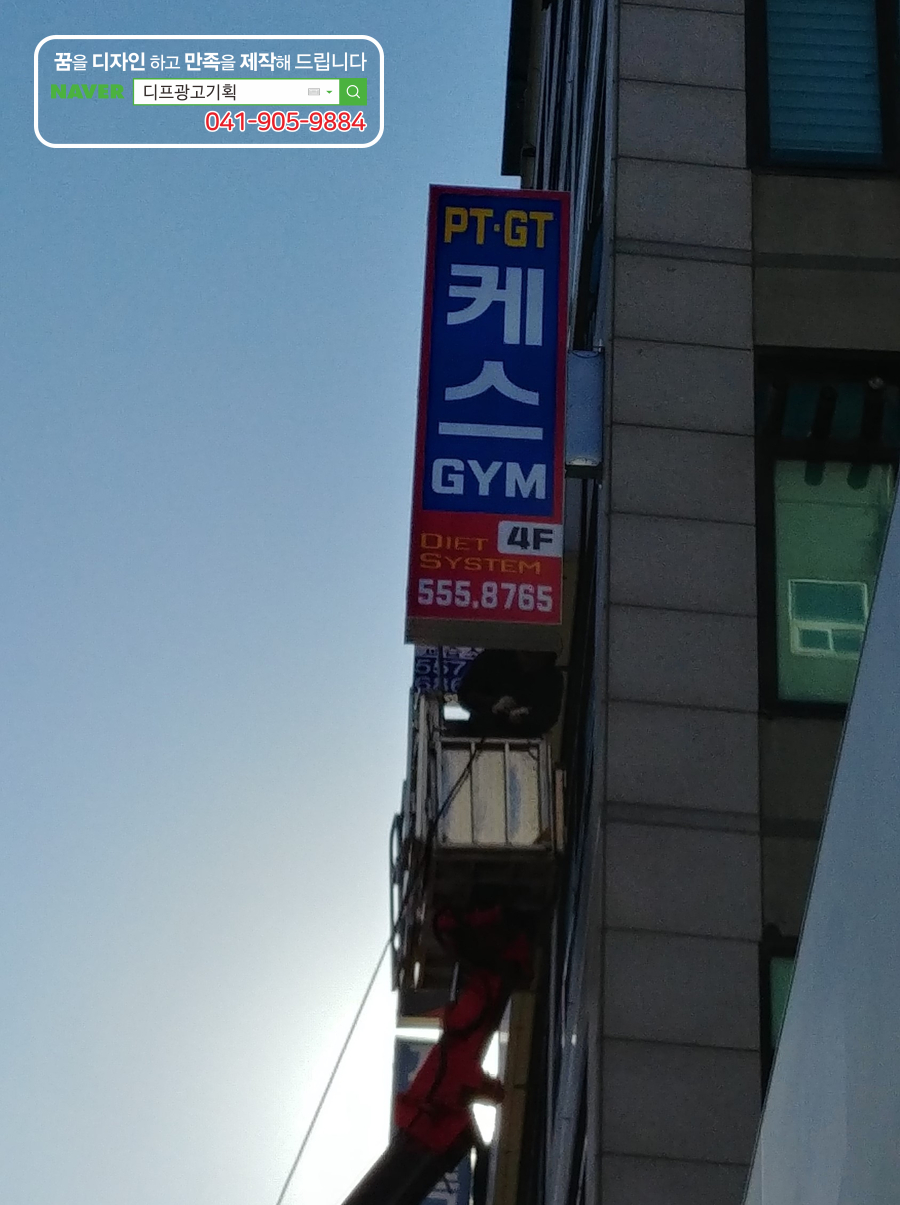 꿈을 디자인 하고 만족을 제작해 드립니다
NAVER 디프광고기획
041-905-9884
PT·GT
케
스
GYM
4F
DIET
SYSTEM
555.8765
557